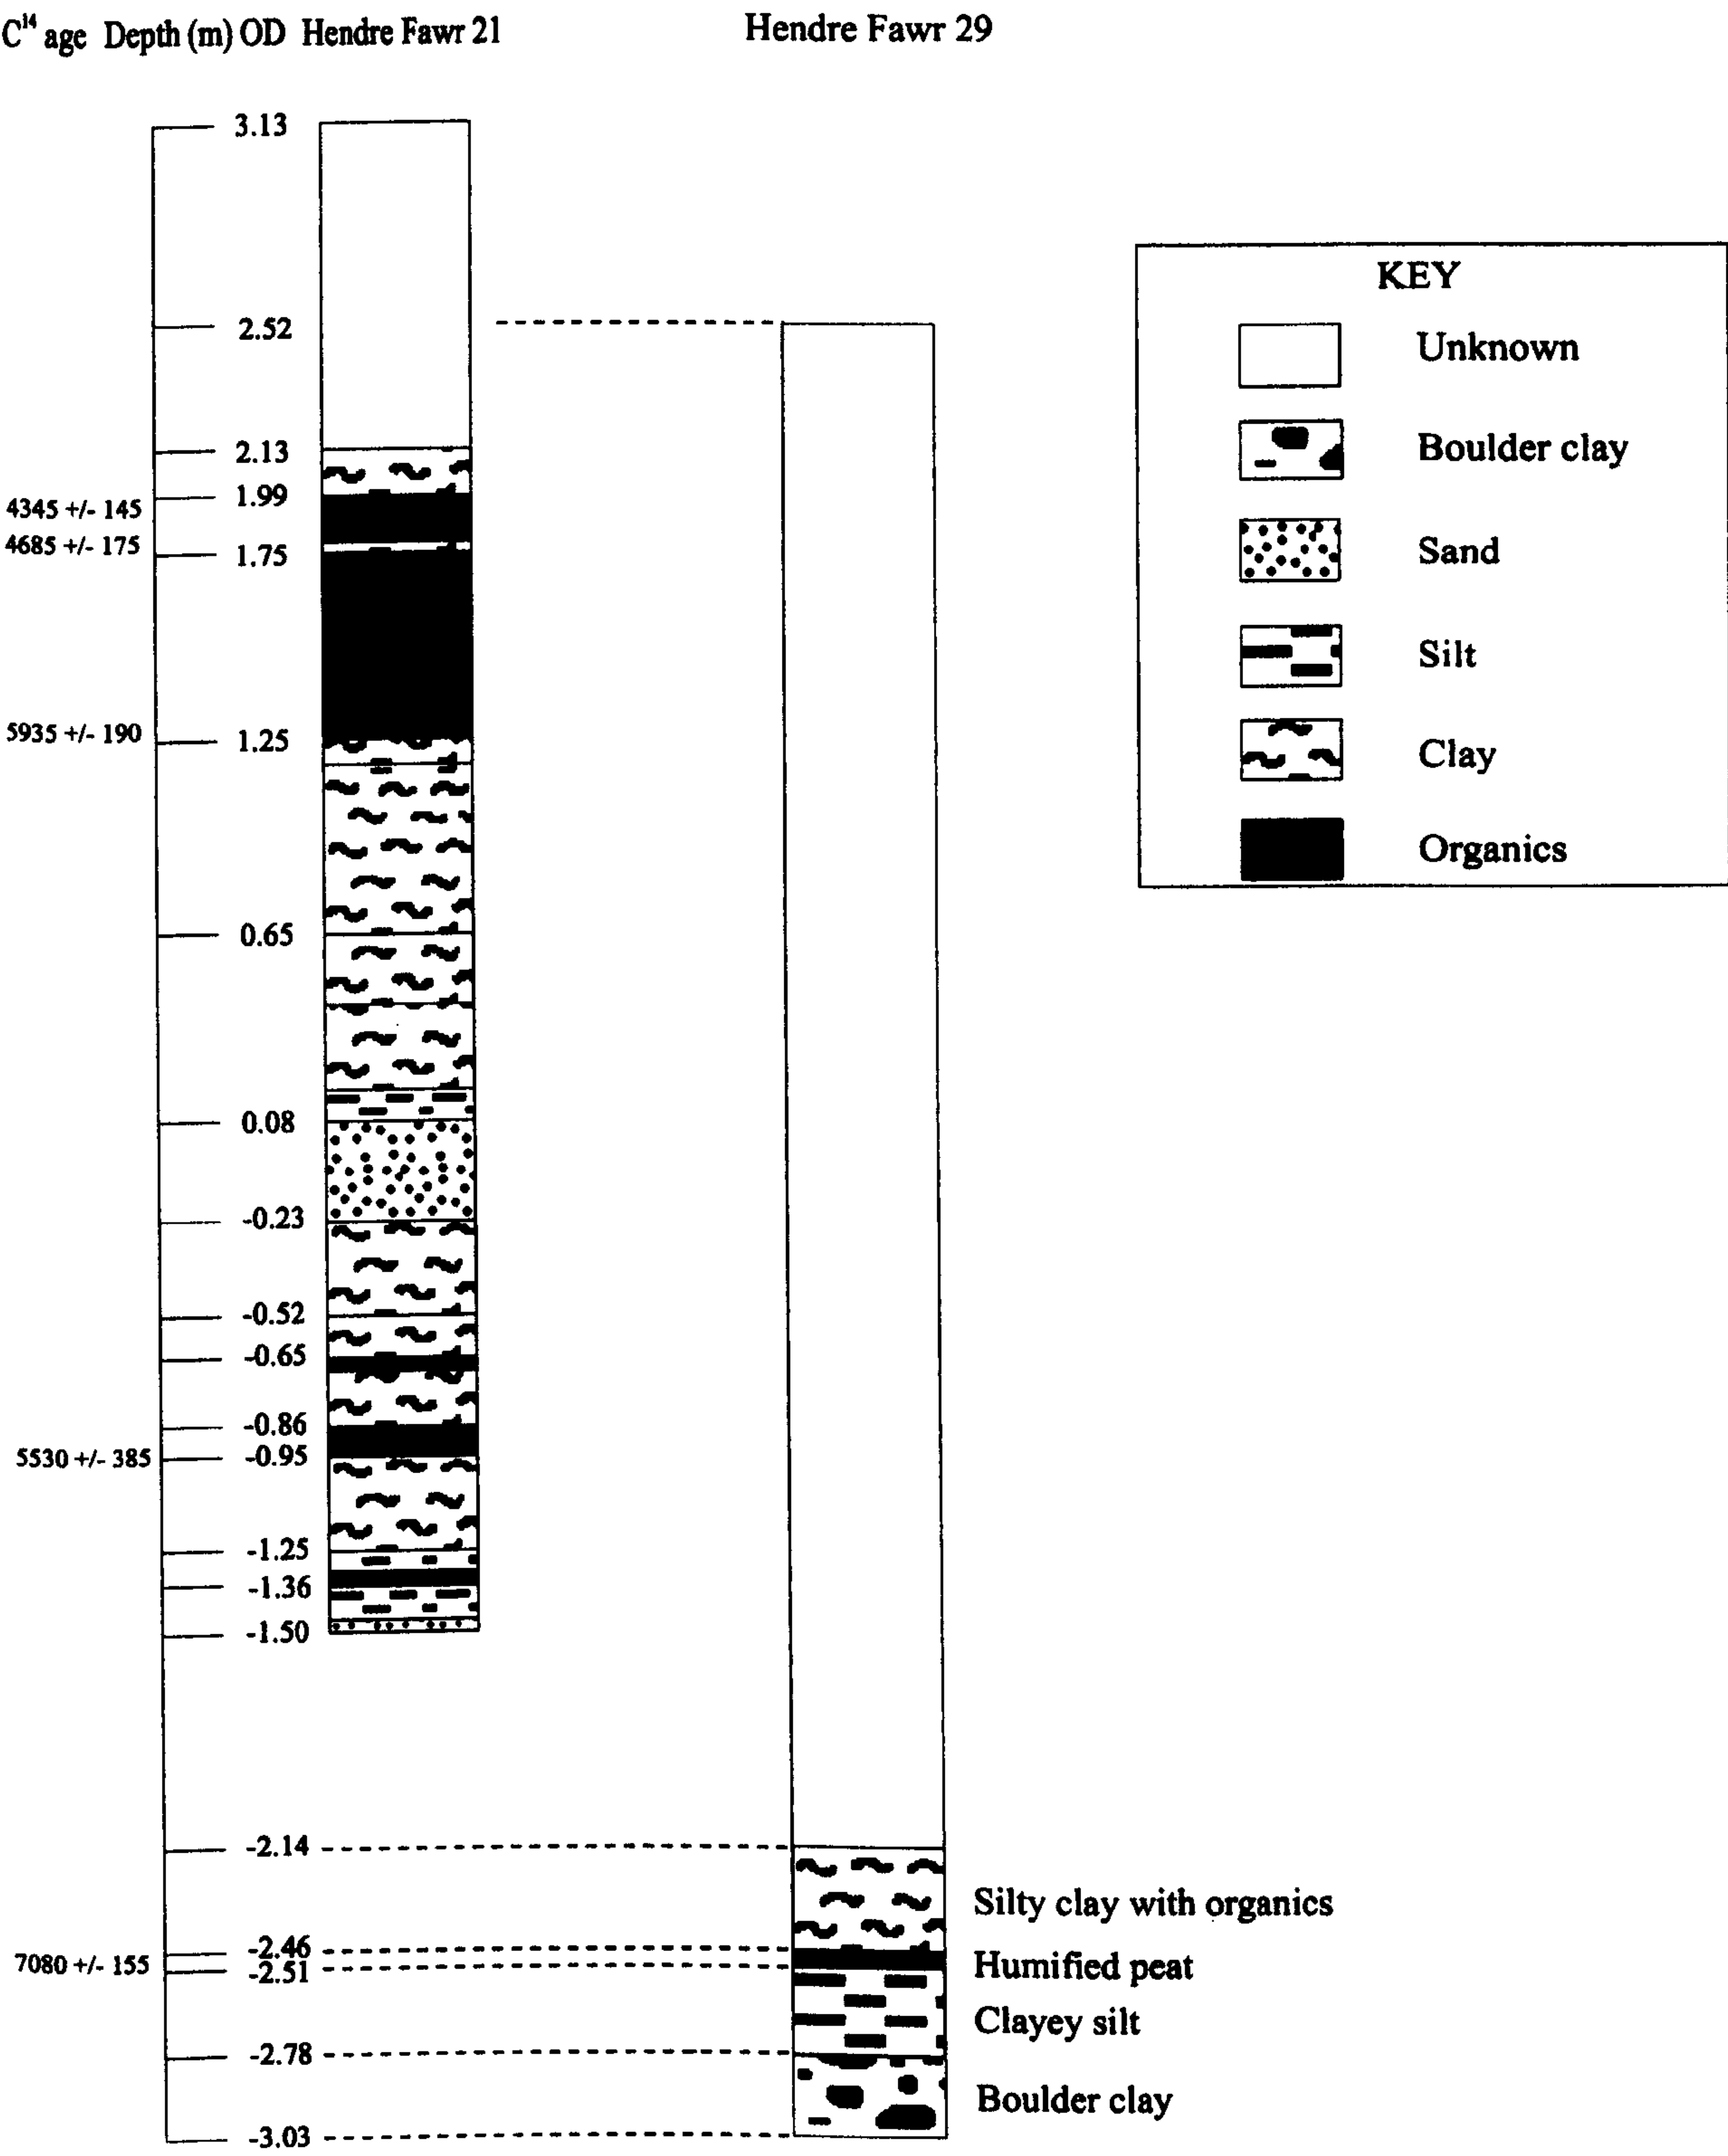 C¹⁴ age Depth (m) OD Hendre Fawr 21
Hendre Fawr 29
3.13
2.52
2.13
1.99
4345 +/- 145
4685 +/- 175
1.75
5935 +/- 190
1.25
0.65
0.08
-0.23
-0.52
-0.65
-0.86
5530 +/- 385
-0.95
-1.25
-1.36
-1.50
-2.14
-2.46
7080 +/- 155
-2.51
-2.78
-3.03
KEY
Unknown
Boulder clay
Sand
Silt
Clay
Organics
Silty clay with organics
Humified peat
Clayey silt
Boulder clay